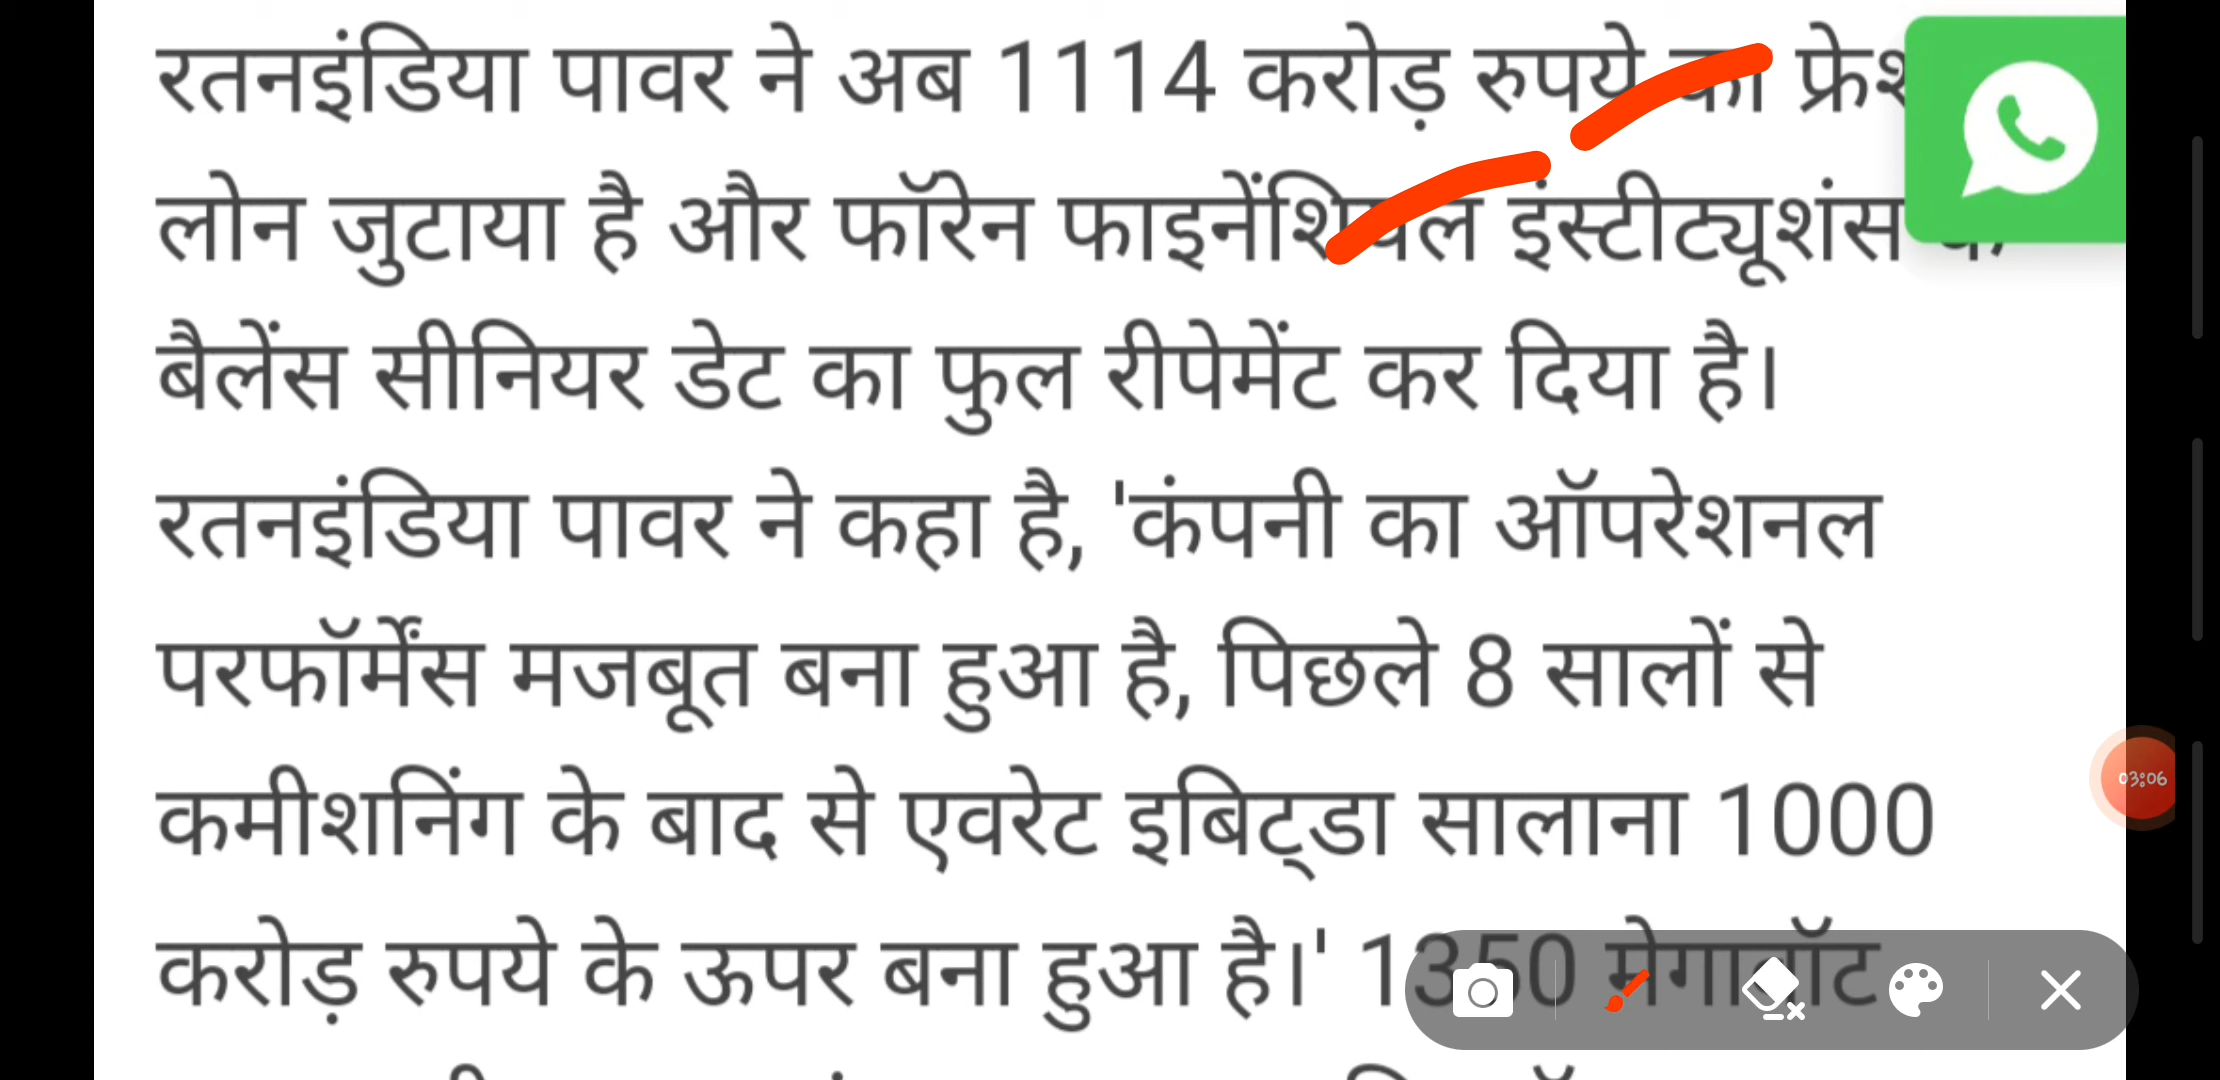 रतनइंडिया पावर ने अब 1114 करोड़ रुपये का फ्रेश
लोन जुटाया है और फॉरेन फाइनेंशियल इंस्टीट्यूशंस
बैलेंस सीनियर डेट का फुल रीपेमेंट कर दिया है।
रतनइंडिया पावर ने कहा है, 'कंपनी का ऑपरेशनल
परफॉर्मेंस मजबूत बना हुआ है, पिछले 8 सालों से
कमीशनिंग के बाद से एवरेट इबिट्डा सालाना 1000
करोड़ रुपये के ऊपर बना हुआ है।' 1350 मेगावॉट
03:06